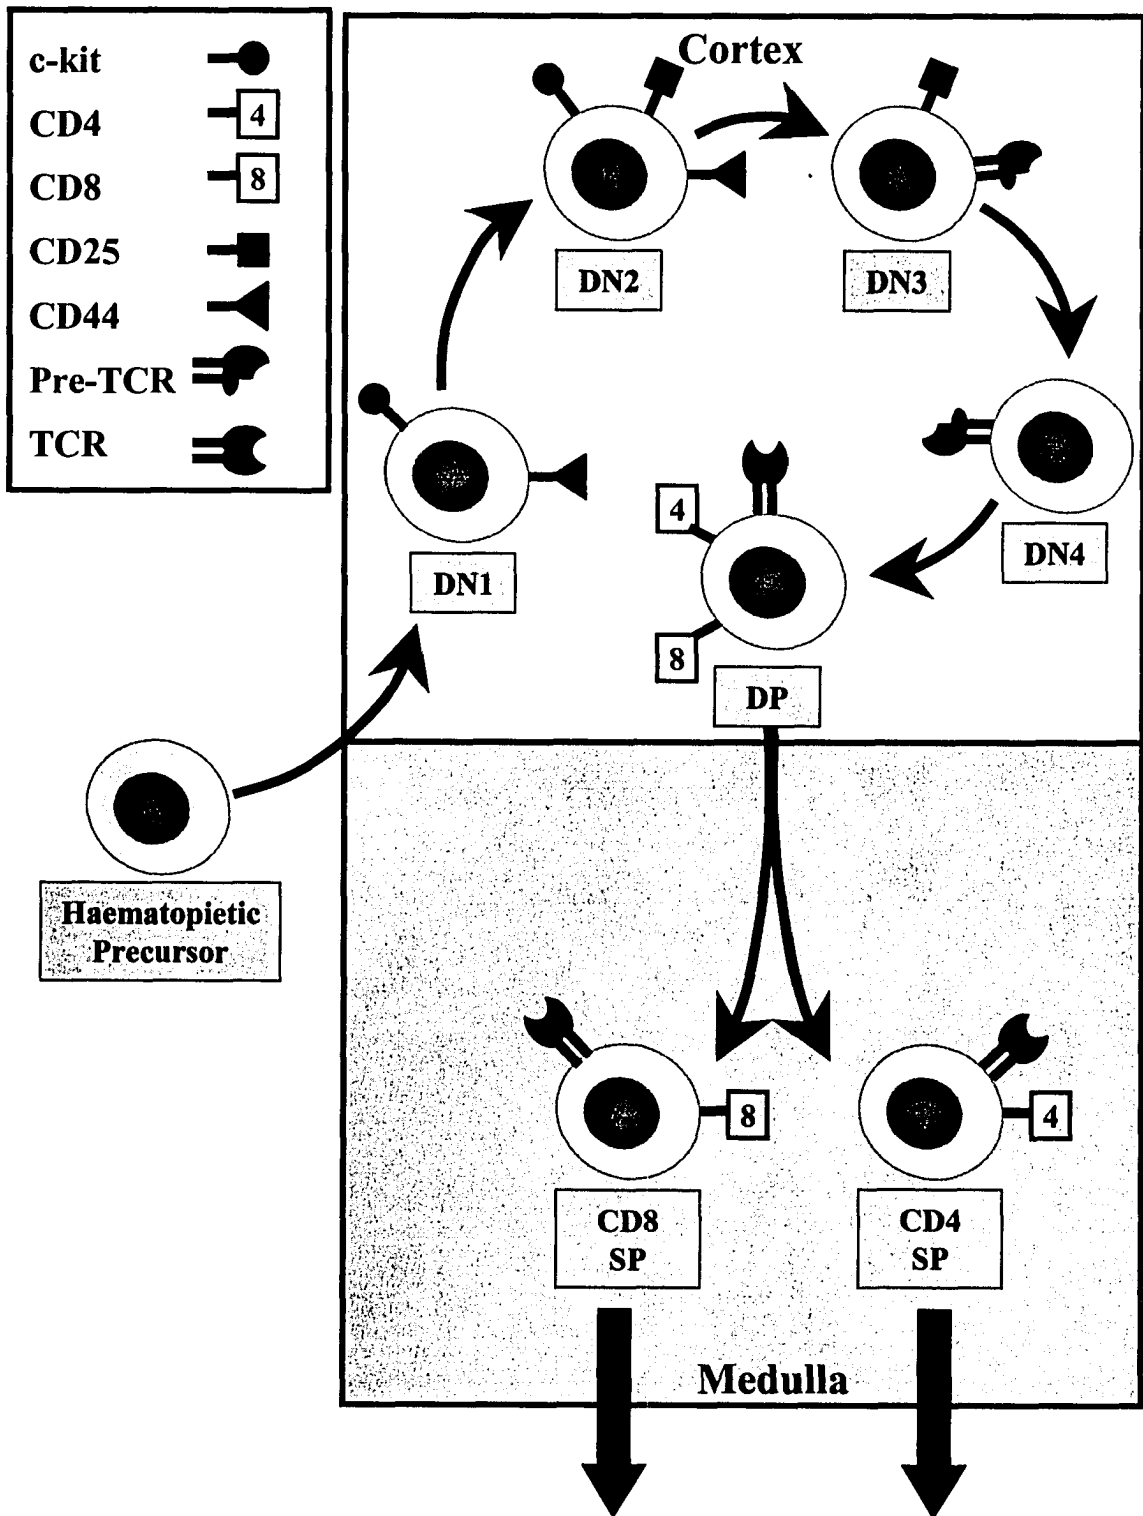 c-kit
CD4
4
CD8
8
CD25
CD44
Pre-TCR
TCR
Cortex
DN2
DN3
DN1
DN4
4
8
DP
Haematopietic
Precursor
8
4
CD8
SP
CD4
SP
Medulla